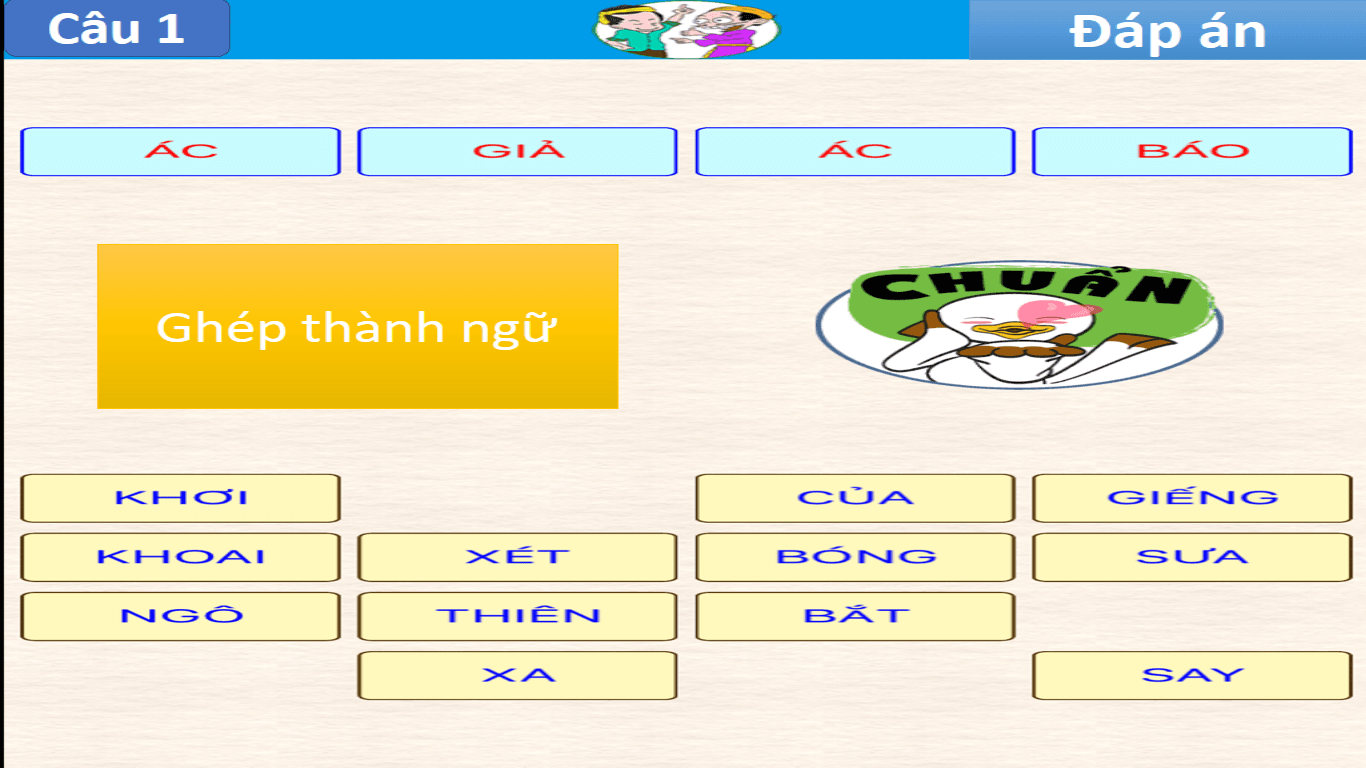 Câu 1
Đáp án
ÁC GIẢ ÁC BÁO
CHUẨN
Ghép thành ngữ
KHƠI CỦA GIẾNG
KHOAI XÉT BÓNG SƯA
NGÔ THIÊN BẮT
XA SAY